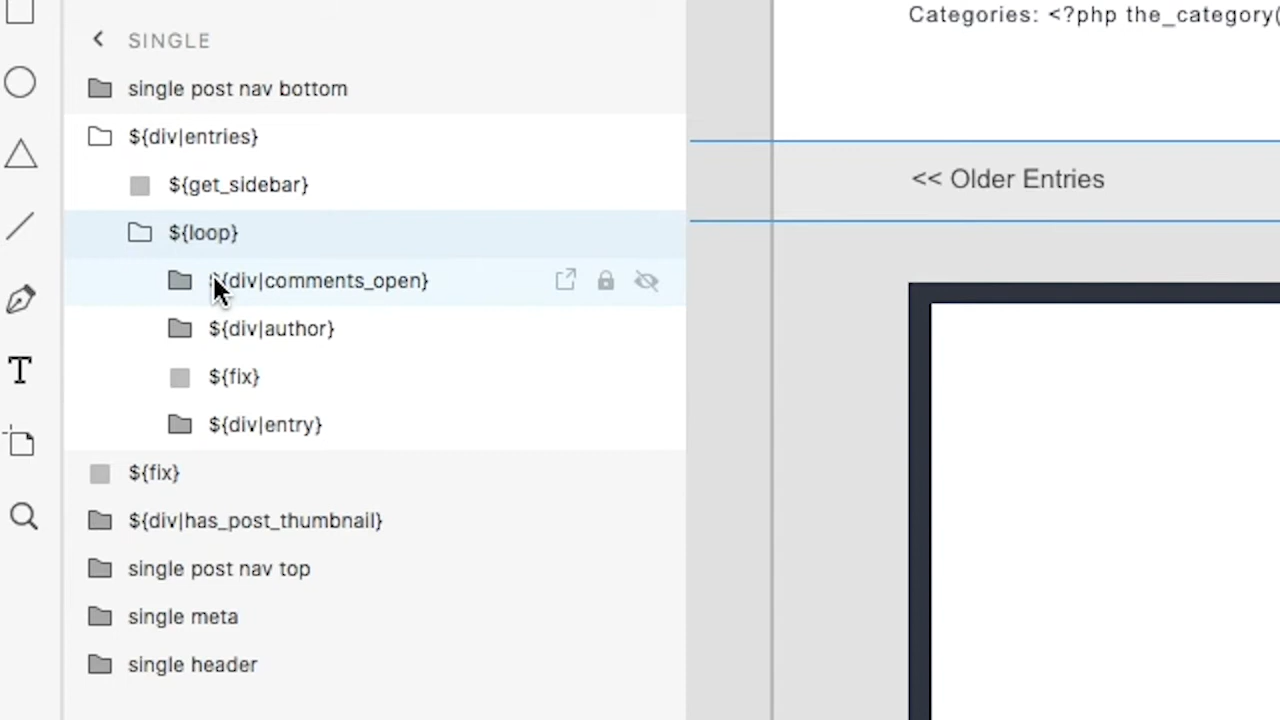 SINGLE
single post nav bottom
${div|entries}
${get_sidebar}
${loop}
${div|comments_open}
${div|author}
${fix}
${div|entry}
${fix}
${div|has_post_thumbnail}
single post nav top
single meta
single header
T
Categories: <?php the_category(
<< Older Entries